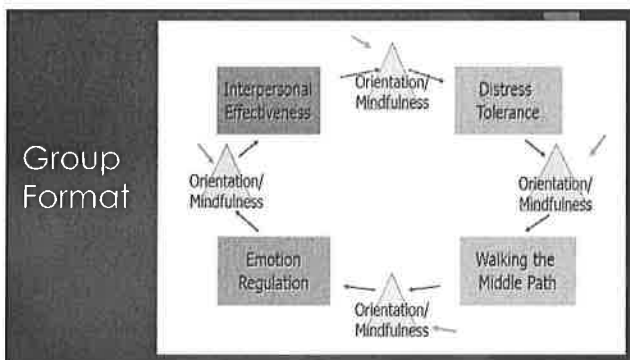 Group
Format
Interpersonal
Effectiveness
Orientation/
Mindfulness
Distress
Tolerance
Orientation/
Mindfulness
Orientation/
Mindfulness
Emotion
Regulation
Orientation/
Mindfulness
Walking the
Middle Path